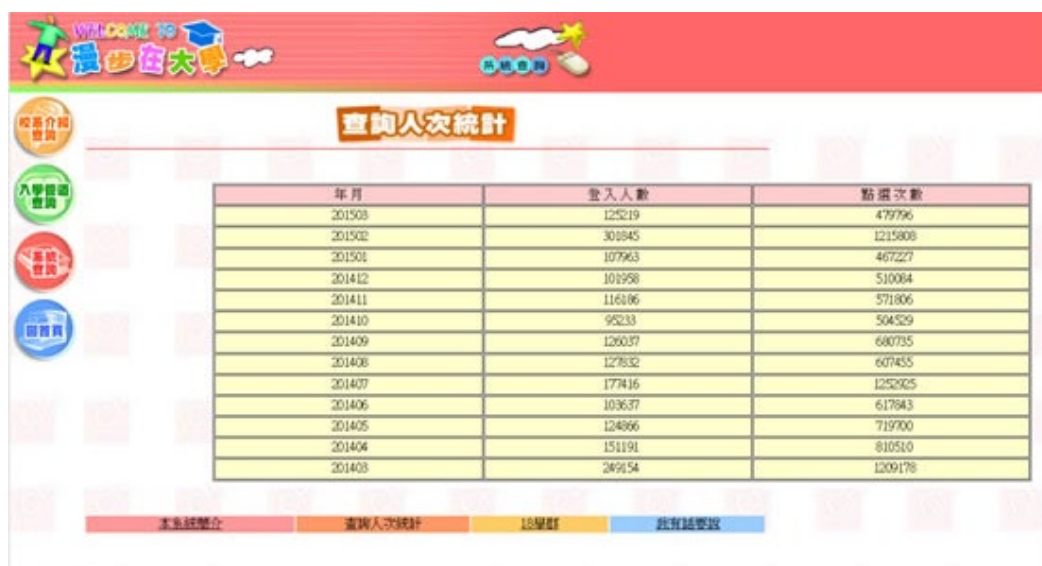 WELCOME TO
漫步在大學
系統查詢
校系介紹
查詢
入學管道
查詢
系統
查詢
回首頁
查詢人次統計
年月 登入人數 點選次數
201503 125219 479796
201502 301845 1215808
201501 107963 467227
201412 101958 510084
201411 116186 571806
201410 95233 504529
201409 126037 680735
201408 127832 607455
201407 177416 1252925
201406 103637 617843
201405 124866 719700
201404 151191 810510
201403 249154 1209178
本系統簡介 查詢人次統計 18學群 我有話要說